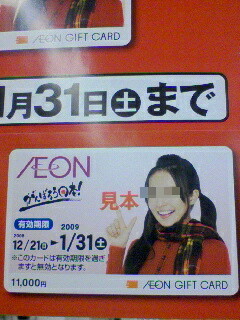 ÆON GIFT CARD
1月31日(土)まで
ÆON
がんばろう日本!
見本
有効期限
2008 2009
12/21(日)▶1/31(土)
※このカードは有効期限を過ぎ
ますと無効となります。
11,000円
ÆON GIFT CARD